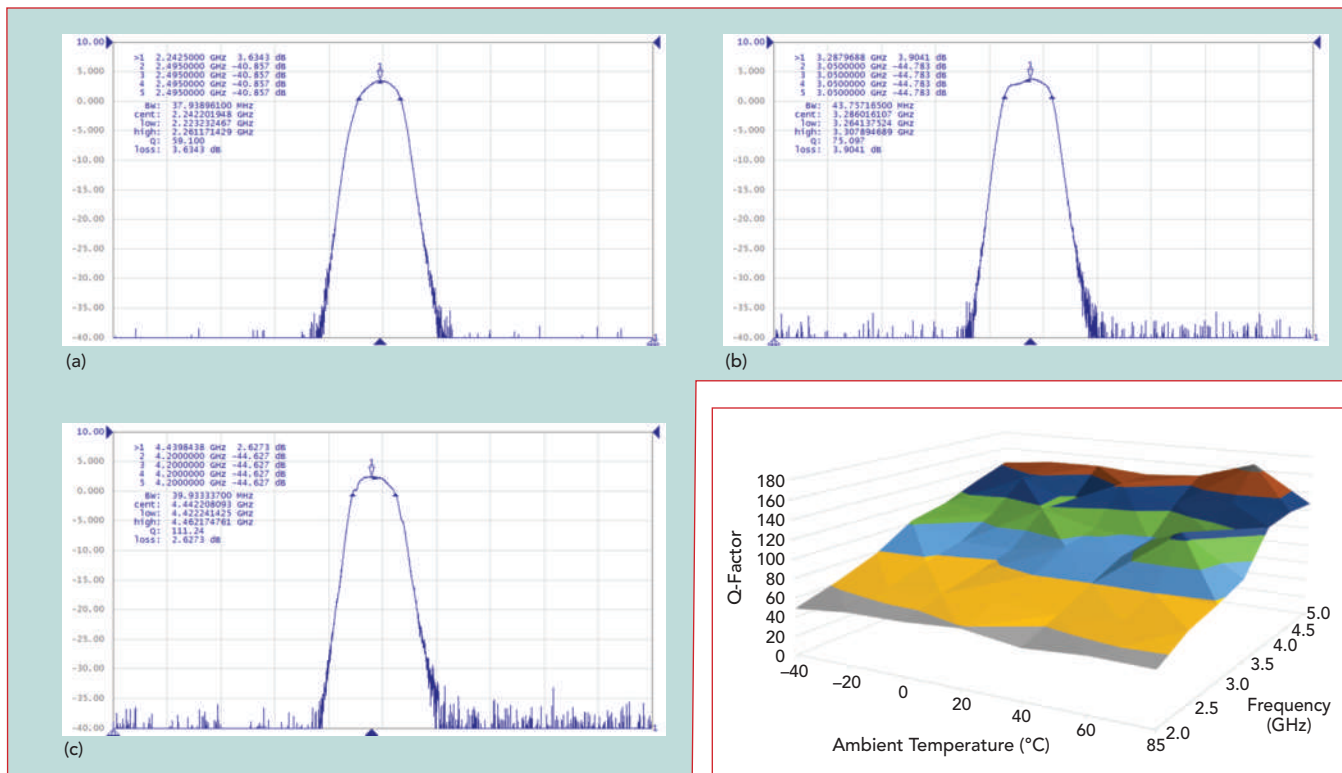 10.00
5.000
0.000
-5.000
-10.00
-15.00
-20.00
-25.00
-30.00
-35.00
-40.00
>1 2.2425000 GHz 3.6343 dB
2 2.4950000 GHz -40.857
3 2.4950000 GHz -40.857
4 2.4950000 GHz -40.857
5 2.4950000 GHz -40.857
BW: 37.93896100 MHz
cent: 2.242201948 GHz
low: 2.223232467 GHz
high: 2.261171429 GHz
Q: 59.100
loss: 3.6343 dB
1
1
(a)
10.00
5.000
0.000
-5.000
-10.00
-15.00
-20.00
-25.00
-30.00
-35.00
-40.00
>1 3.2879688 GHz 3.9041 dB
2 3.0500000 GHz -44.783
3 3.0500000 GHz -44.783
4 3.0500000 GHz -44.783
5 3.0500000 GHz -44.783
BW: 43.75716500 MHz
cent: 3.286016107 GHz
low: 3.264137524 GHz
high: 3.307894689 GHz
Q: 75.097
loss: 3.9041 dB
1
1
(b)
10.00
5.000
0.000
-5.000
-10.00
-15.00
-20.00
-25.00
-30.00
-35.00
-40.00
>1 4.4398438 GHz 2.6273 dB
2 4.2000000 GHz -44.627
3 4.2000000 GHz -44.627
4 4.2000000 GHz -44.627
5 4.2000000 GHz -44.627
BW: 39.93333700 MHz
cent: 4.442208093 GHz
low: 4.422241425 GHz
high: 4.462174761 GHz
Q: 111.24
loss: 2.6273 dB
1
1
(c)
180
160
140
120
100
80
60
40
20
0
Q-Factor
–40
–20
0
20
40
60
85
Ambient Temperature (°C)
2.0
2.5
3.0
3.5
4.0
4.5
5.0
Frequency
(GHz)